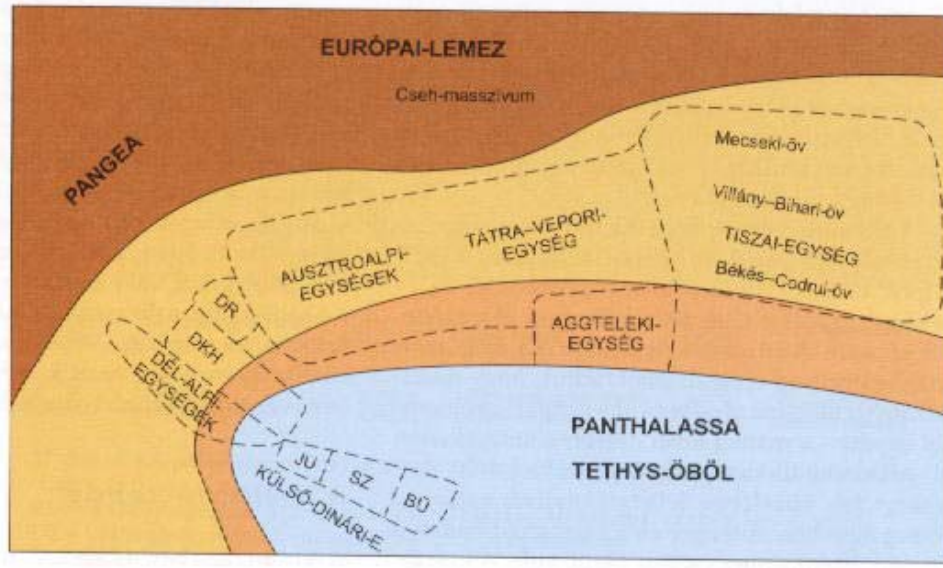 EURÓPAI-LEMEZ
Cseh-masszívum
PANGEA
Mecseki-öv
Villány–Bihari-öv
TISZAI-EGYSÉG
Békés–Codrui-öv
TÁTRA–VEPORI-
EGYSÉG
AUSZTROALPI-
EGYSÉGEK
DR
DKH
DÉL-ALPI-
EGYSÉGEK
AGGTELEKI-
EGYSÉG
PANTHALASSA
TETHYS-ÖBÖL
JU
SZ
BÜ
KÜLSŐ-DINÁRI-E.